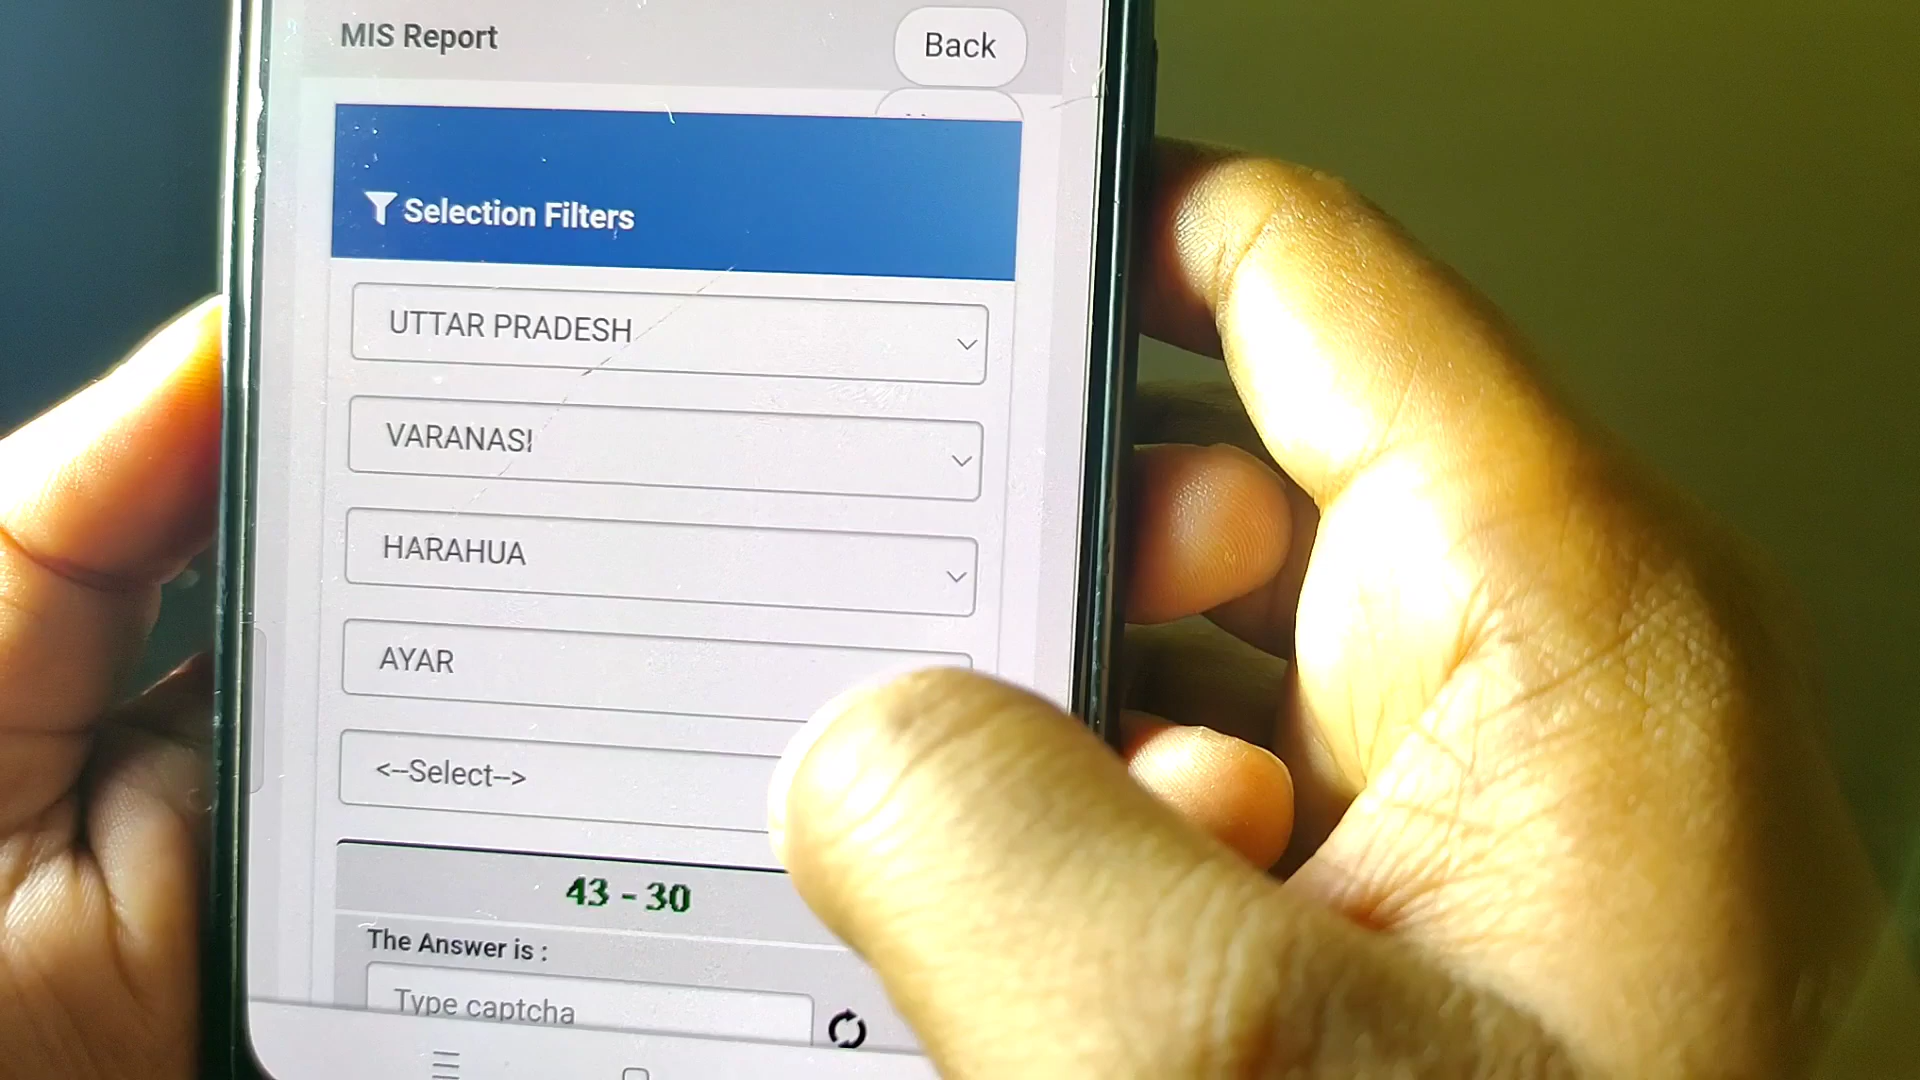 MIS Report
Back
Selection Filters
UTTAR PRADESH
VARANASI
HARAHUA
AYAR
<--Select-->
43 - 30
The Answer is :
Type captcha